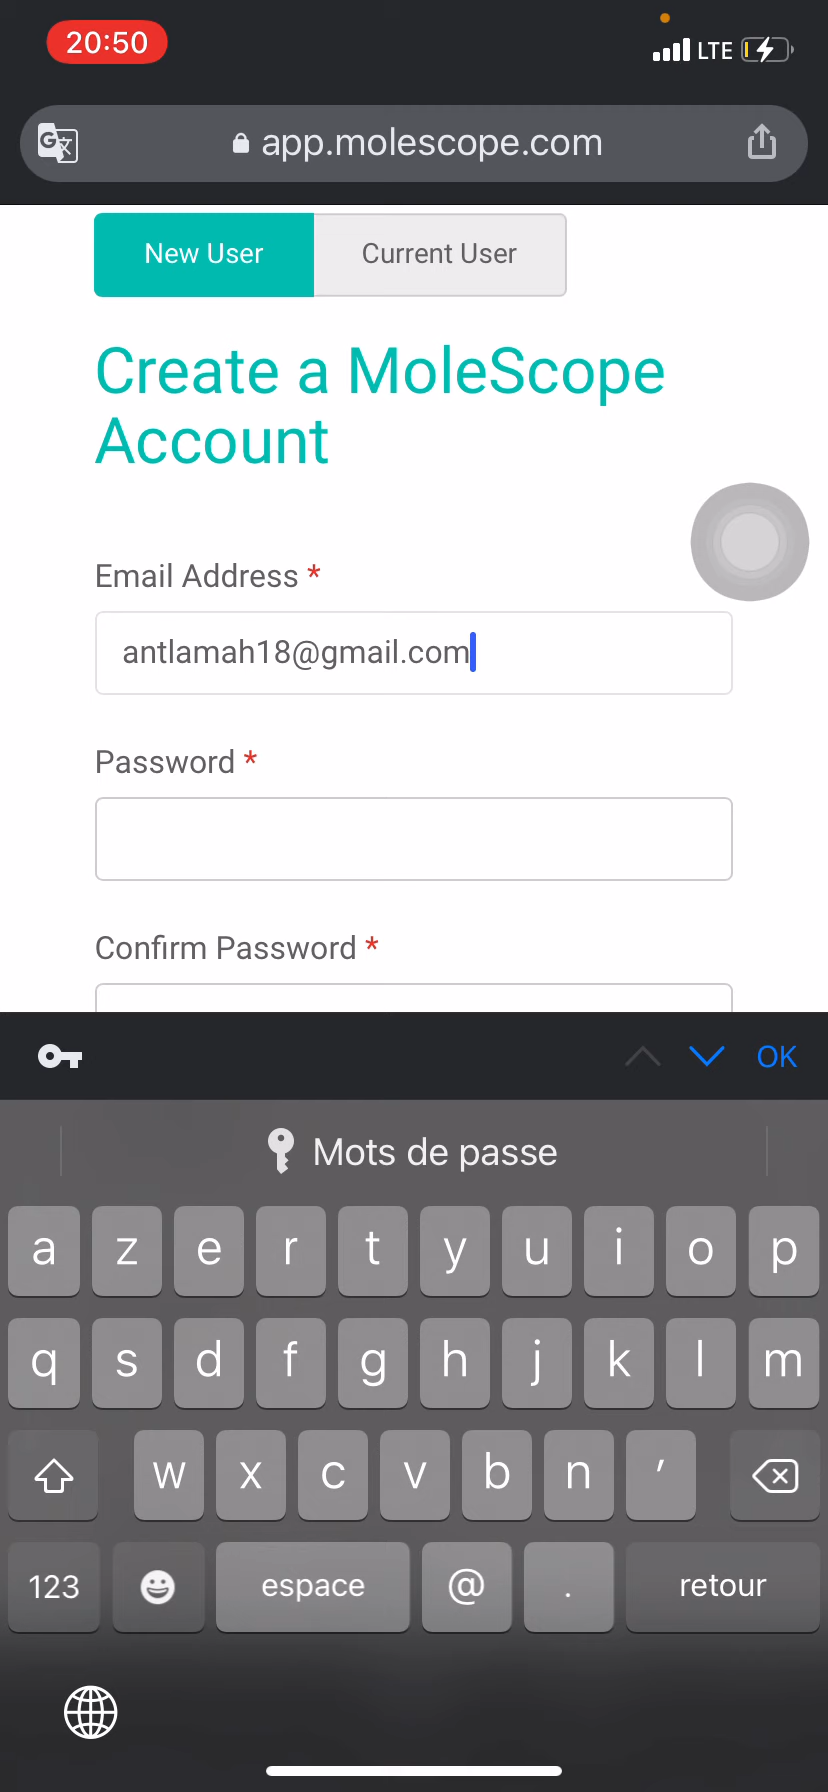 20:50
LTE
app.molescope.com
New User
Current User
Create a MoleScope
Account
Email Address *
antlamah18@gmail.com
Password *
Confirm Password *
OK
Mots de passe
a z e r t y u i o p
q s d f g h j k l m
w x c v b n ’
123 espace @ . retour